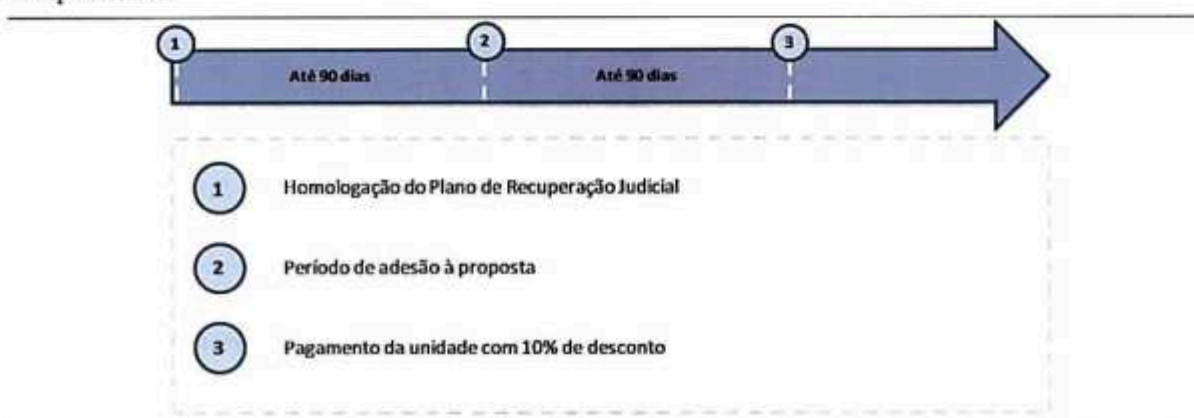 1
2
3
Até 90 dias
Até 90 dias
1
Homologação do Plano de Recuperação Judicial
2
Período de adesão à proposta
3
Pagamento da unidade com 10% de desconto